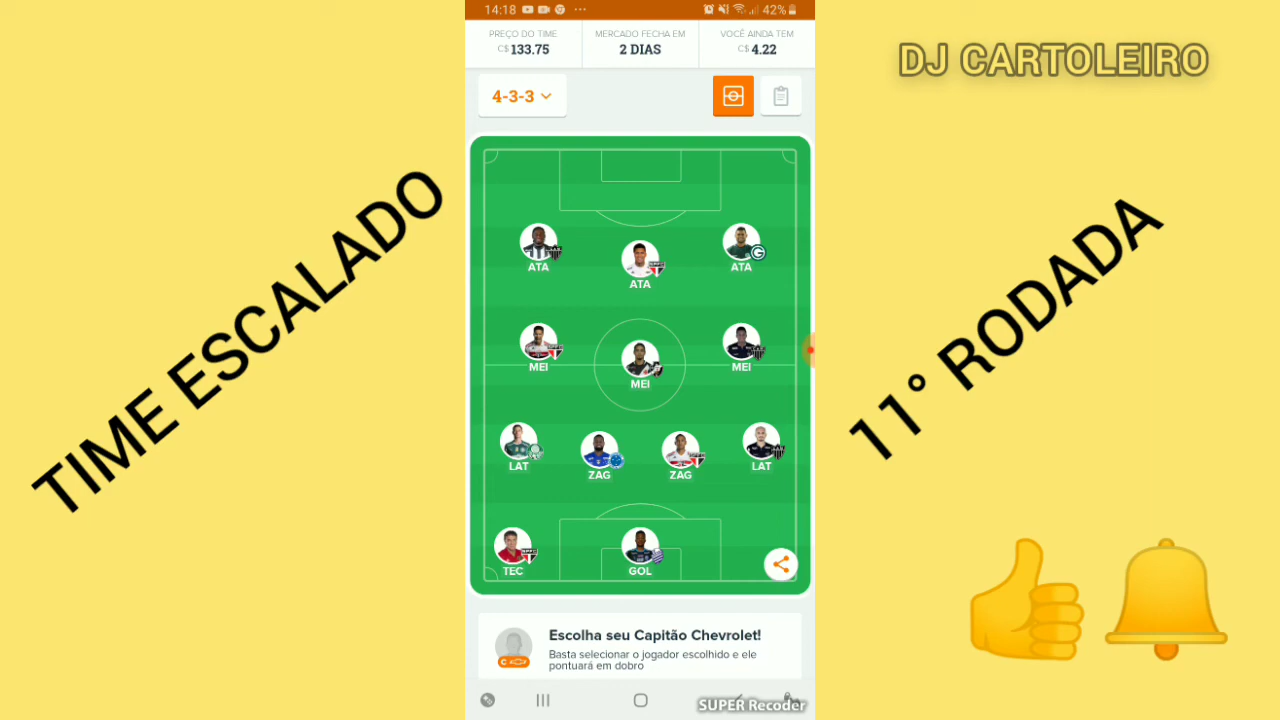 14:18
42%
PREÇO DO TIME
C$ 133.75
MERCADO FECHA EM
2 DIAS
VOCÊ AINDA TEM
C$ 4.22
DJ CARTOLEIRO
4-3-3
TIME ESCALADO
11° RODADA
ATA
ATA
ATA
MEI
MEI
MEI
LAT
ZAG
ZAG
LAT
TEC
GOL
Escolha seu Capitão Chevrolet!
Basta selecionar o jogador escolhido e ele
pontuará em dobro
C
SUPER Recoder